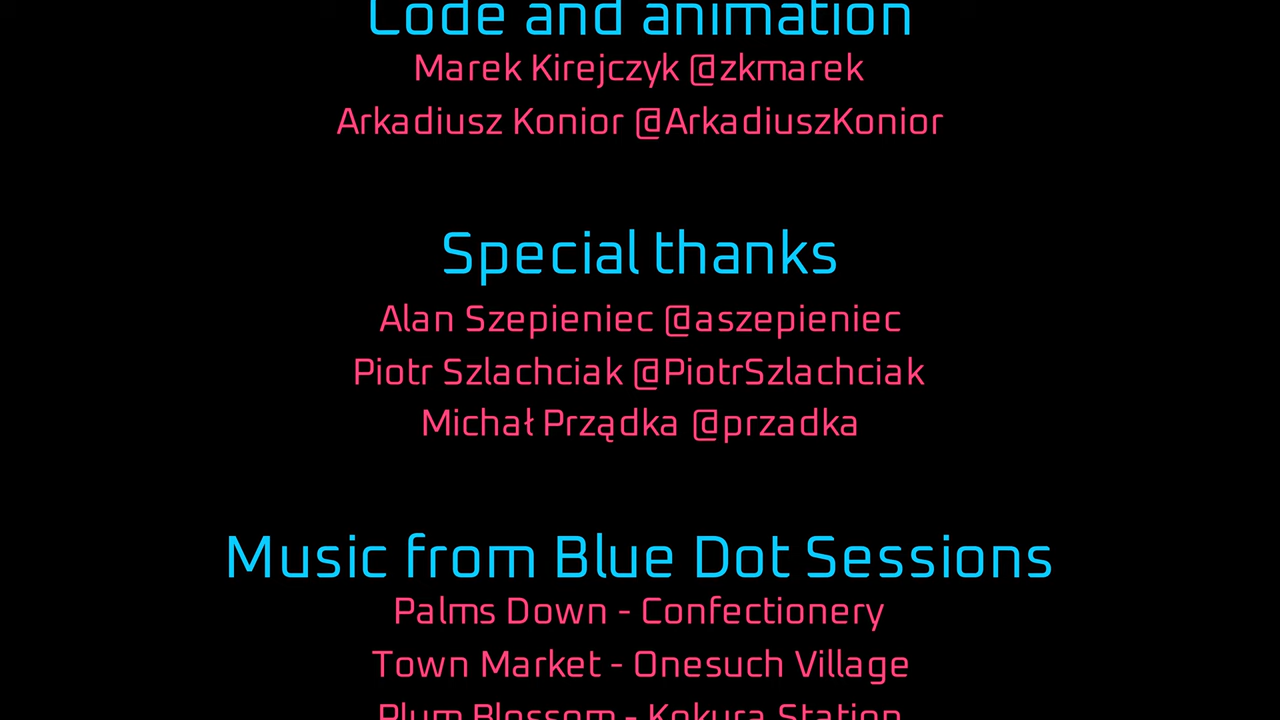 Code and animation
Marek Kirejczyk @zkmarek
Arkadiusz Konior @ArkadiuszKonior
Special thanks
Alan Szepieniec @aszepieniec
Piotr Szlachciak @PiotrSzlachciak
Michał Prządka @przadka
Music from Blue Dot Sessions
Palms Down - Confectionery
Town Market - Onesuch Village
Plum Blossom - Kokura Station